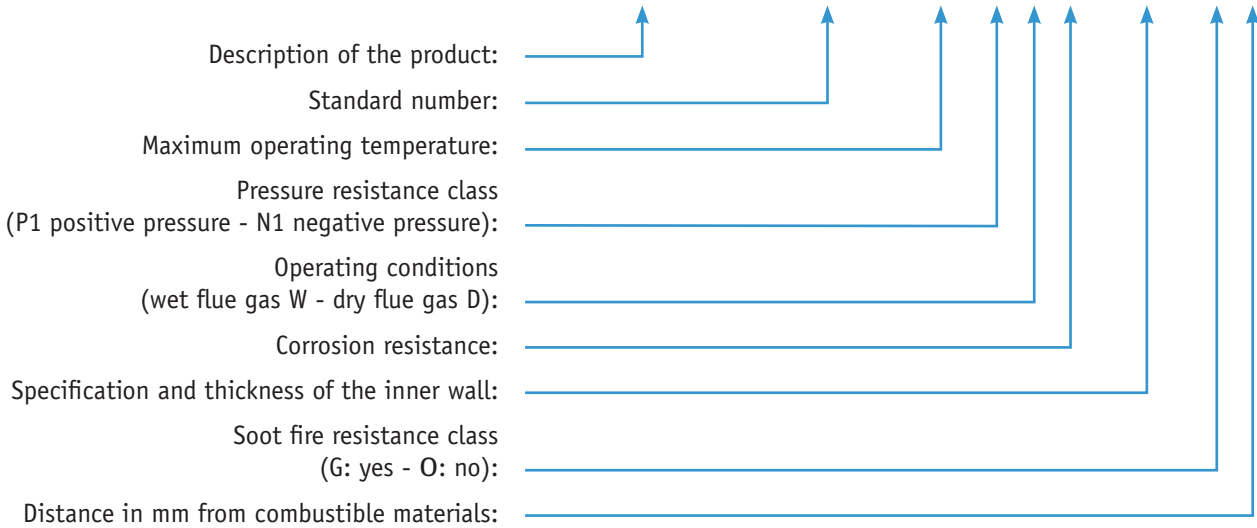 Description of the product:
Standard number:
Maximum operating temperature:
Pressure resistance class
(P1 positive pressure - N1 negative pressure):
Operating conditions
(wet flue gas W - dry flue gas D):
Corrosion resistance:
Specification and thickness of the inner wall:
Soot fire resistance class
(G: yes - O: no):
Distance in mm from combustible materials: